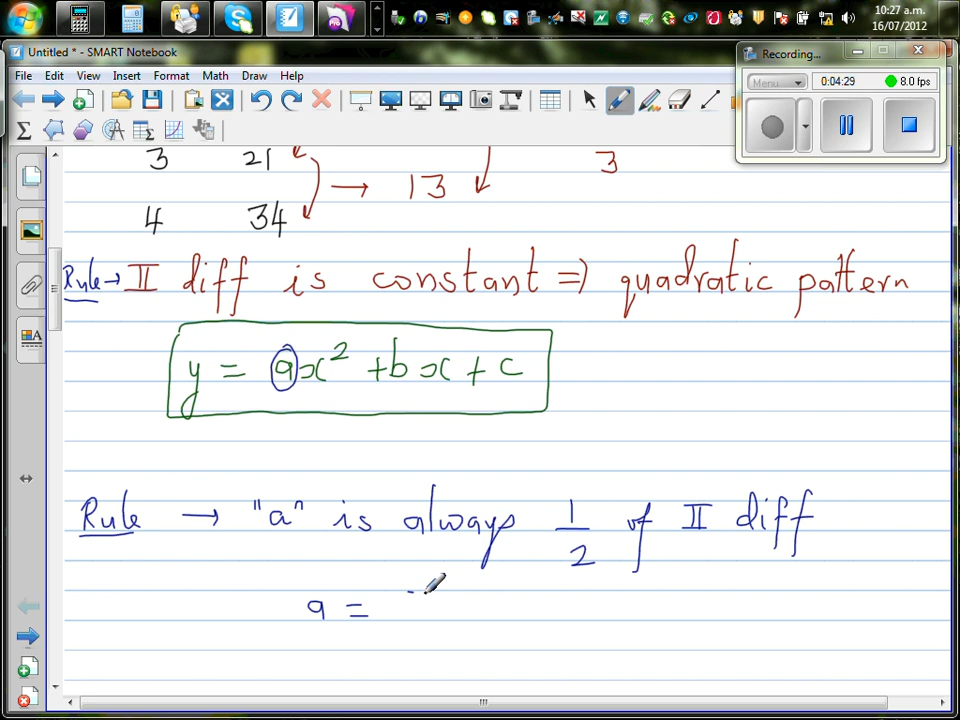 10:27 a.m.
16/07/2012
Untitled * - SMART Notebook
File Edit View Insert Format Math Draw Help
Recording...
Menu 0:04:29 8.0 fps
3 21 3
→ 13
4 34
Rule → II diff is constant ⇒ quadratic pattern
y = ax² + bx + c
Rule → "a" is always 1/2 of II diff
a =